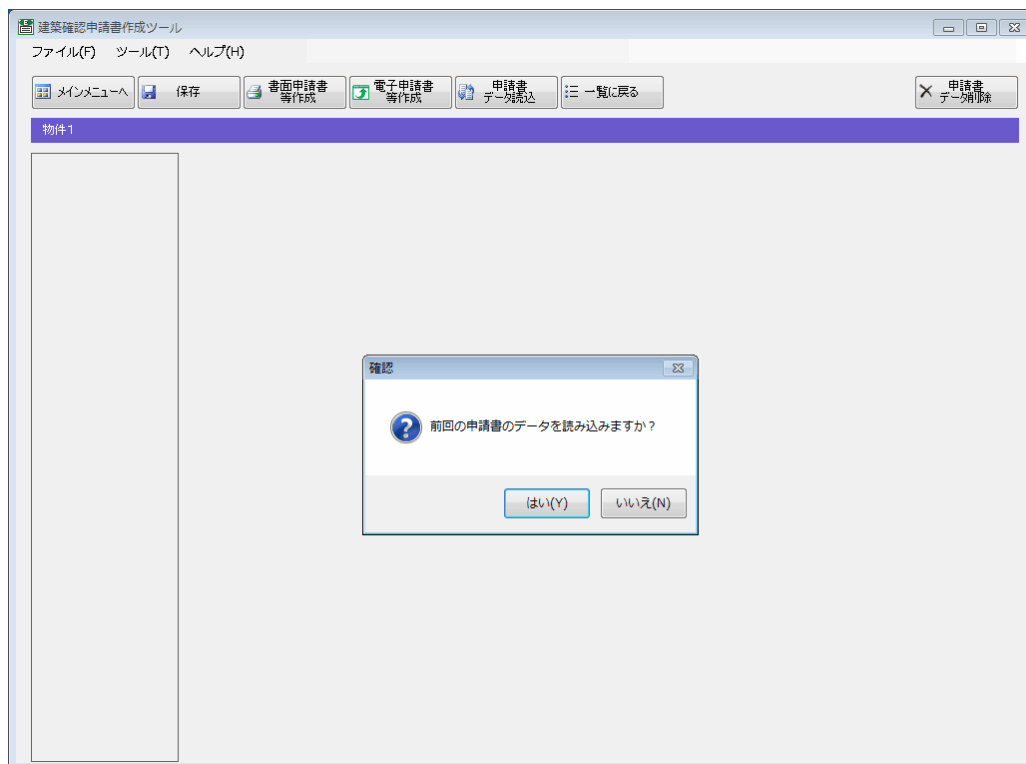 建築確認申請書作成ツール
ファイル(F) ツール(T) ヘルプ(H)
メインメニューへ
保存
書面申請書
等作成
電子申請書
等作成
申請書
データ読込
一覧に戻る
申請書
データ削除
物件1
確認
前回の申請書のデータを読み込みますか?
はい(Y)
いいえ(N)